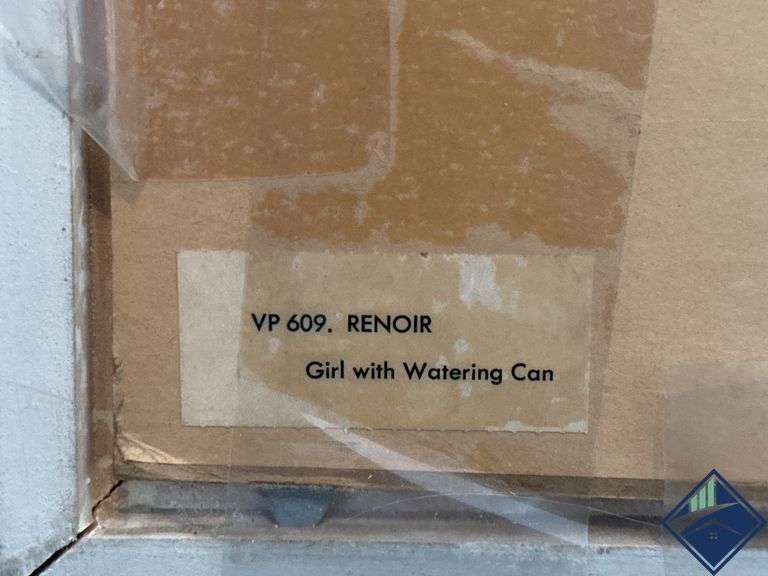 VP 609. RENOIR
Girl with Watering Can